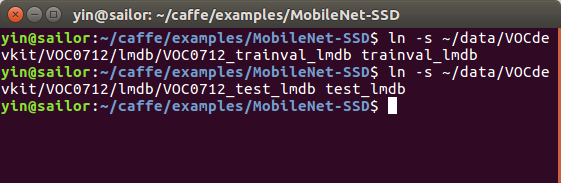 yin@sailor: ~/caffe/examples/MobileNet-SSD
yin@sailor:~/caffe/examples/MobileNet-SSD$ ln -s ~/data/VOCde
vkit/VOC0712/lmdb/VOC0712_trainval_lmdb trainval_lmdb
yin@sailor:~/caffe/examples/MobileNet-SSD$ ln -s ~/data/VOCde
vkit/VOC0712/lmdb/VOC0712_test_lmdb test_lmdb
yin@sailor:~/caffe/examples/MobileNet-SSD$